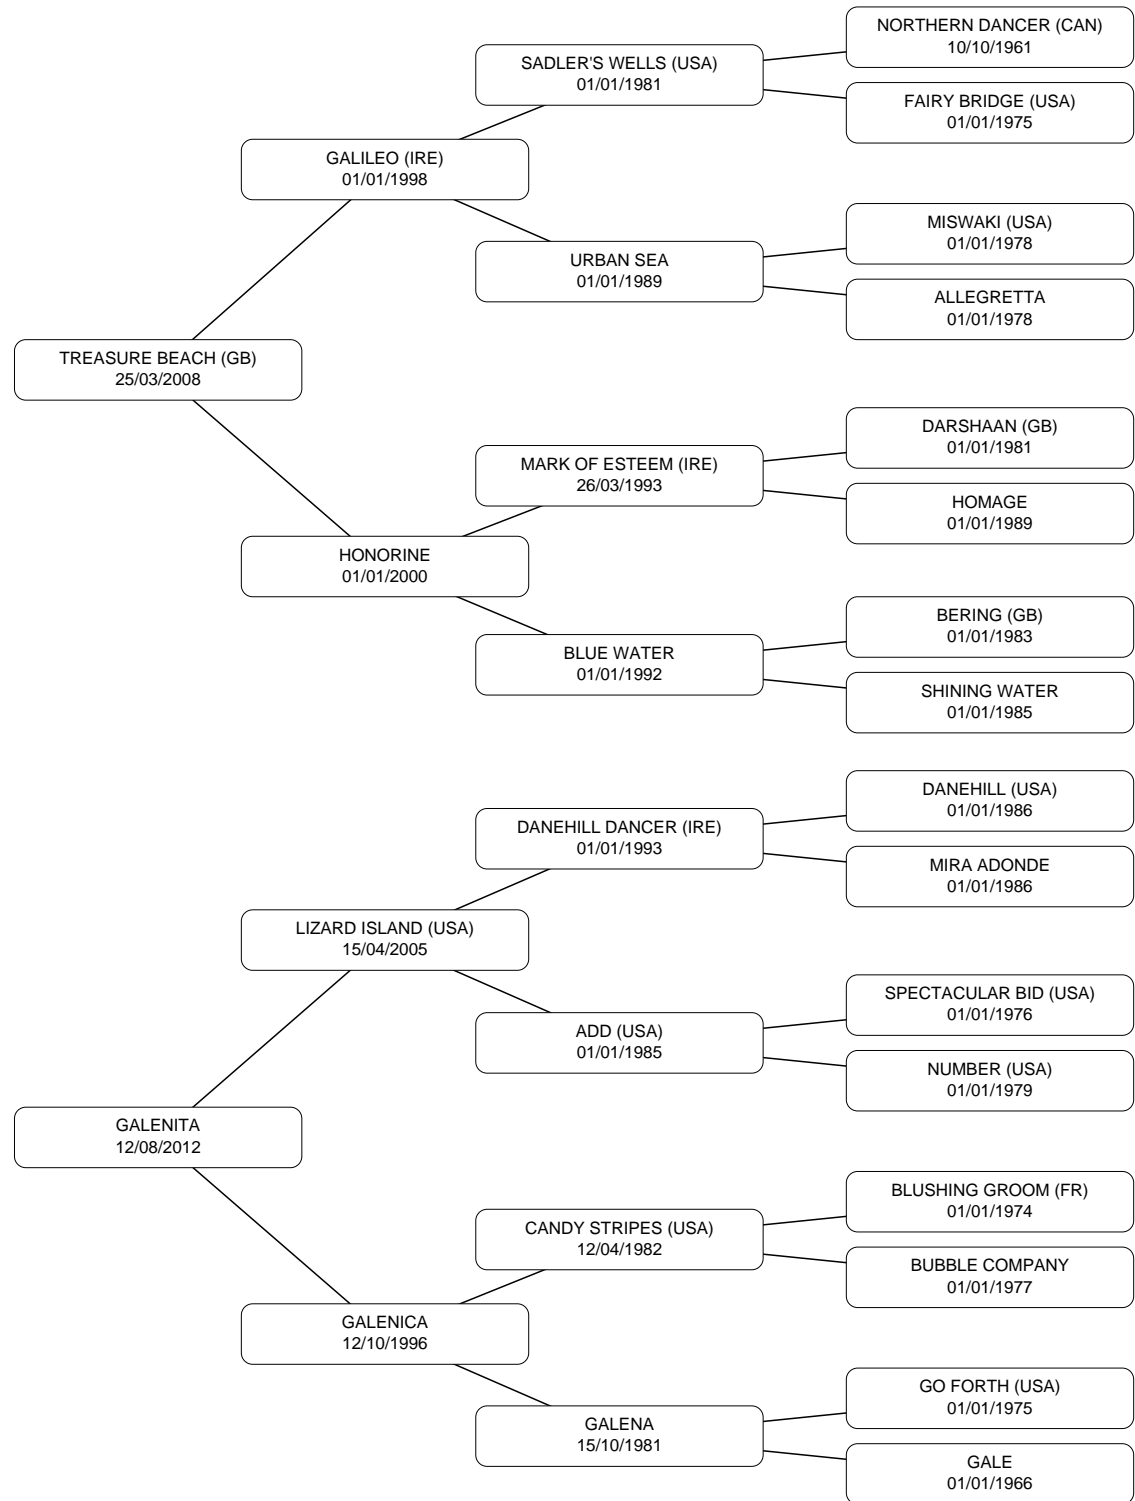 NORTHERN DANCER (CAN)
10/10/1961
SADLER'S WELLS (USA)
01/01/1981
FAIRY BRIDGE (USA)
01/01/1975
GALILEO (IRE)
01/01/1998
MISWAKI (USA)
01/01/1978
URBAN SEA
01/01/1989
ALLEGRETTA
01/01/1978
TREASURE BEACH (GB)
25/03/2008
DARSHAAN (GB)
01/01/1981
MARK OF ESTEEM (IRE)
26/03/1993
HOMAGE
01/01/1989
HONORINE
01/01/2000
BERING (GB)
01/01/1983
BLUE WATER
01/01/1992
SHINING WATER
01/01/1985
DANEHILL (USA)
01/01/1986
DANEHILL DANCER (IRE)
01/01/1993
MIRA ADONDE
01/01/1986
LIZARD ISLAND (USA)
15/04/2005
SPECTACULAR BID (USA)
01/01/1976
ADD (USA)
01/01/1985
NUMBER (USA)
01/01/1979
GALENITA
12/08/2012
BLUSHING GROOM (FR)
01/01/1974
CANDY STRIPES (USA)
12/04/1982
BUBBLE COMPANY
01/01/1977
GALENICA
12/10/1996
GO FORTH (USA)
01/01/1975
GALENA
15/10/1981
GALE
01/01/1966